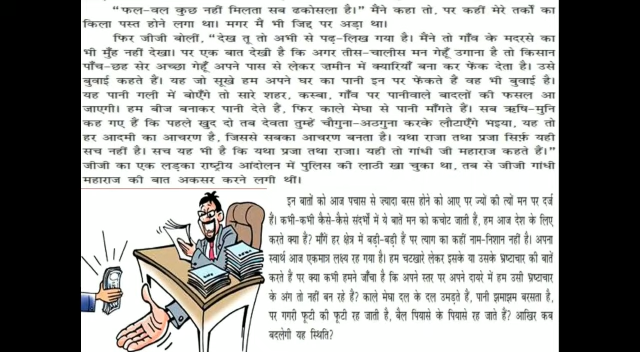 “फल-वल कुछ नहीं मिलता सब ढकोसला है।” मैंने कहा तो, पर कहीं मेरे तर्कों का
किला पस्त होने लगा था। मगर मैं भी जिद्द पर अड़ा था।
फिर जीजी बोलीं, “देख तू तो अभी से पढ़-लिख गया है। मैंने तो गाँव के मदरसे का
भी मुँह नहीं देखा। पर एक बात देखी है कि अगर तीस-चालीस मन गेहूँ उगाना है तो किसान
पाँच-छह सेर अच्छा गेहूँ अपने पास से लेकर ज़मीन में क्यारियाँ बना कर फेंक देता है। उसे
बुवाई कहते हैं। यह जो सूखे हम अपने घर का पानी इन पर फेंकते हैं वह भी बुवाई है।
यह पानी गली में बोएँगे तो सारे शहर, कस्बा, गाँव पर पानीवाले बादलों की फसल आ
जाएगी। हम बीज बनाकर पानी देते हैं, फिर काले मेघा से पानी माँगते हैं। सब ऋषि-मुनि
कह गए हैं कि पहले खुद दो तब देवता तुम्हें चौगुना-अठगुना करके लौटाएँगे भइया, यह तो
हर आदमी का आचरण है, जिससे सबका आचरण बनता है। यथा राजा तथा प्रजा सिर्फ़ यही
सच नहीं है। सच यह भी है कि यथा प्रजा तथा राजा। यही तो गांधी जी महाराज कहते हैं।”
जीजी का एक लड़का राष्ट्रीय आंदोलन में पुलिस की लाठी खा चुका था, तब से जीजी गांधी
महाराज की बात अकसर करने लगी थीं।
इन बातों को आज पचास से ज़्यादा बरस होने को आए पर ज्यों की त्यों मन पर दर्ज
हैं। कभी-कभी कैसे-कैसे संदर्भों में ये बातें मन को कचोट जाती हैं, हम आज देश के लिए
करते क्या हैं? माँगें हर क्षेत्र में बड़ी-बड़ी हैं पर त्याग का कहीं नाम-निशान नहीं है। अपना
स्वार्थ आज एकमात्र लक्ष्य रह गया है। हम चटखारे लेकर इसके या उसके भ्रष्टाचार की बातें
करते हैं पर क्या कभी हमने जाँचा है कि अपने स्तर पर अपने दायरे में हम उसी भ्रष्टाचार
के अंग तो नहीं बन रहे हैं? काले मेघा दल के दल उमड़ते हैं, पानी झमाझम बरसता है,
पर गगरी फूटी की फूटी रह जाती है, बैल पियासे के पियासे रह जाते हैं? आखिर कब
बदलेगी यह स्थिति?